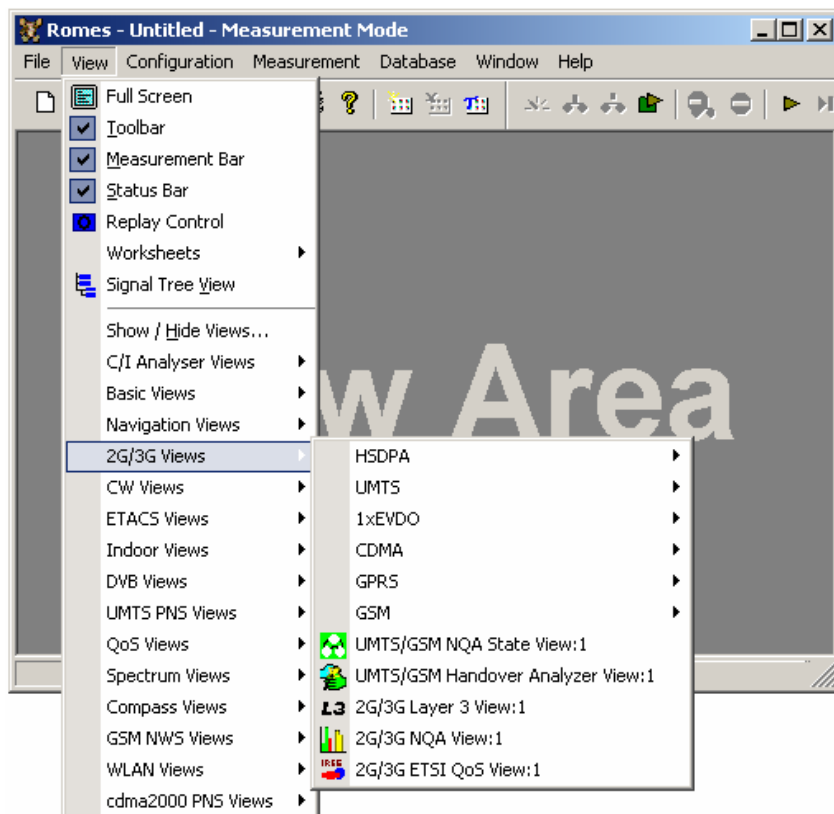 Romes - Untitled - Measurement Mode
File View Configuration Measurement Database Window Help
Full Screen
Toolbar
Measurement Bar
Status Bar
Replay Control
Worksheets
Signal Tree View
Show / Hide Views...
C/I Analyser Views
Basic Views
Navigation Views
2G/3G Views
CW Views
ETACS Views
Indoor Views
DVB Views
UMTS PNS Views
QoS Views
Spectrum Views
Compass Views
GSM NWS Views
WLAN Views
cdma2000 PNS Views
w Area
HSDPA
UMTS
1xEVDO
CDMA
GPRS
GSM
UMTS/GSM NQA State View:1
UMTS/GSM Handover Analyzer View:1
L3 2G/3G Layer 3 View:1
2G/3G NQA View:1
2G/3G ETSI QoS View:1